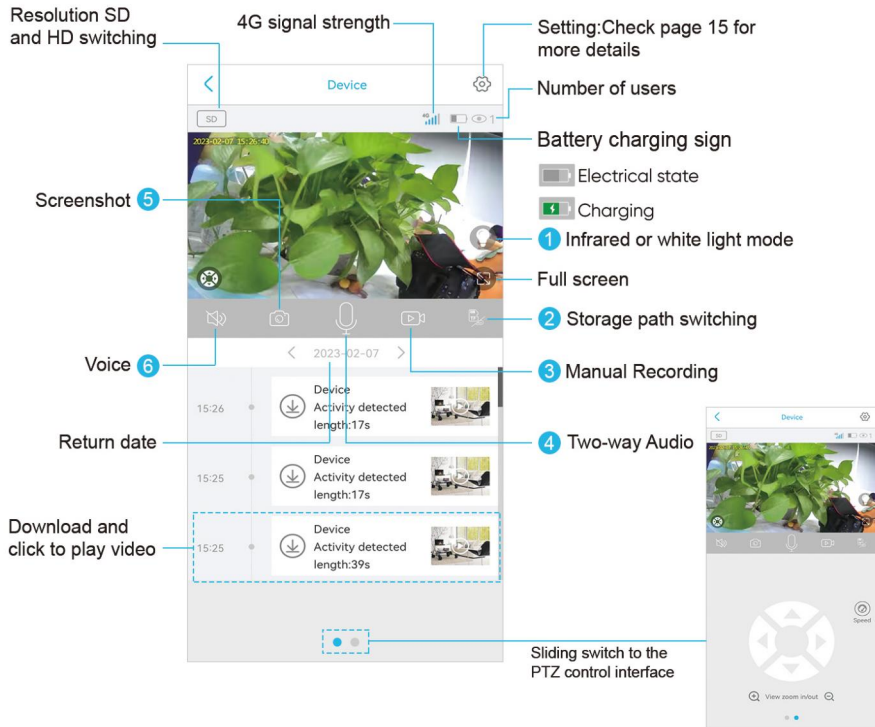 Resolution SD
and HD switching
4G signal strength
Setting:Check page 15 for
more details
Device
Number of users
SD
4G
1
Battery charging sign
2023-02-07 15:26:40
Electrical state
Charging
Screenshot 5
1 Infrared or white light mode
Full screen
2 Storage path switching
Voice 6
2023-02-07
3 Manual Recording
15:26
Device
Activity detected
length:17s
Return date
4 Two-way Audio
15:25
Device
Activity detected
length:17s
Download and
click to play video
15:25
Device
Activity detected
length:39s
Sliding switch to the
PTZ control interface
Device
SD
1
Speed
View zoom in/out